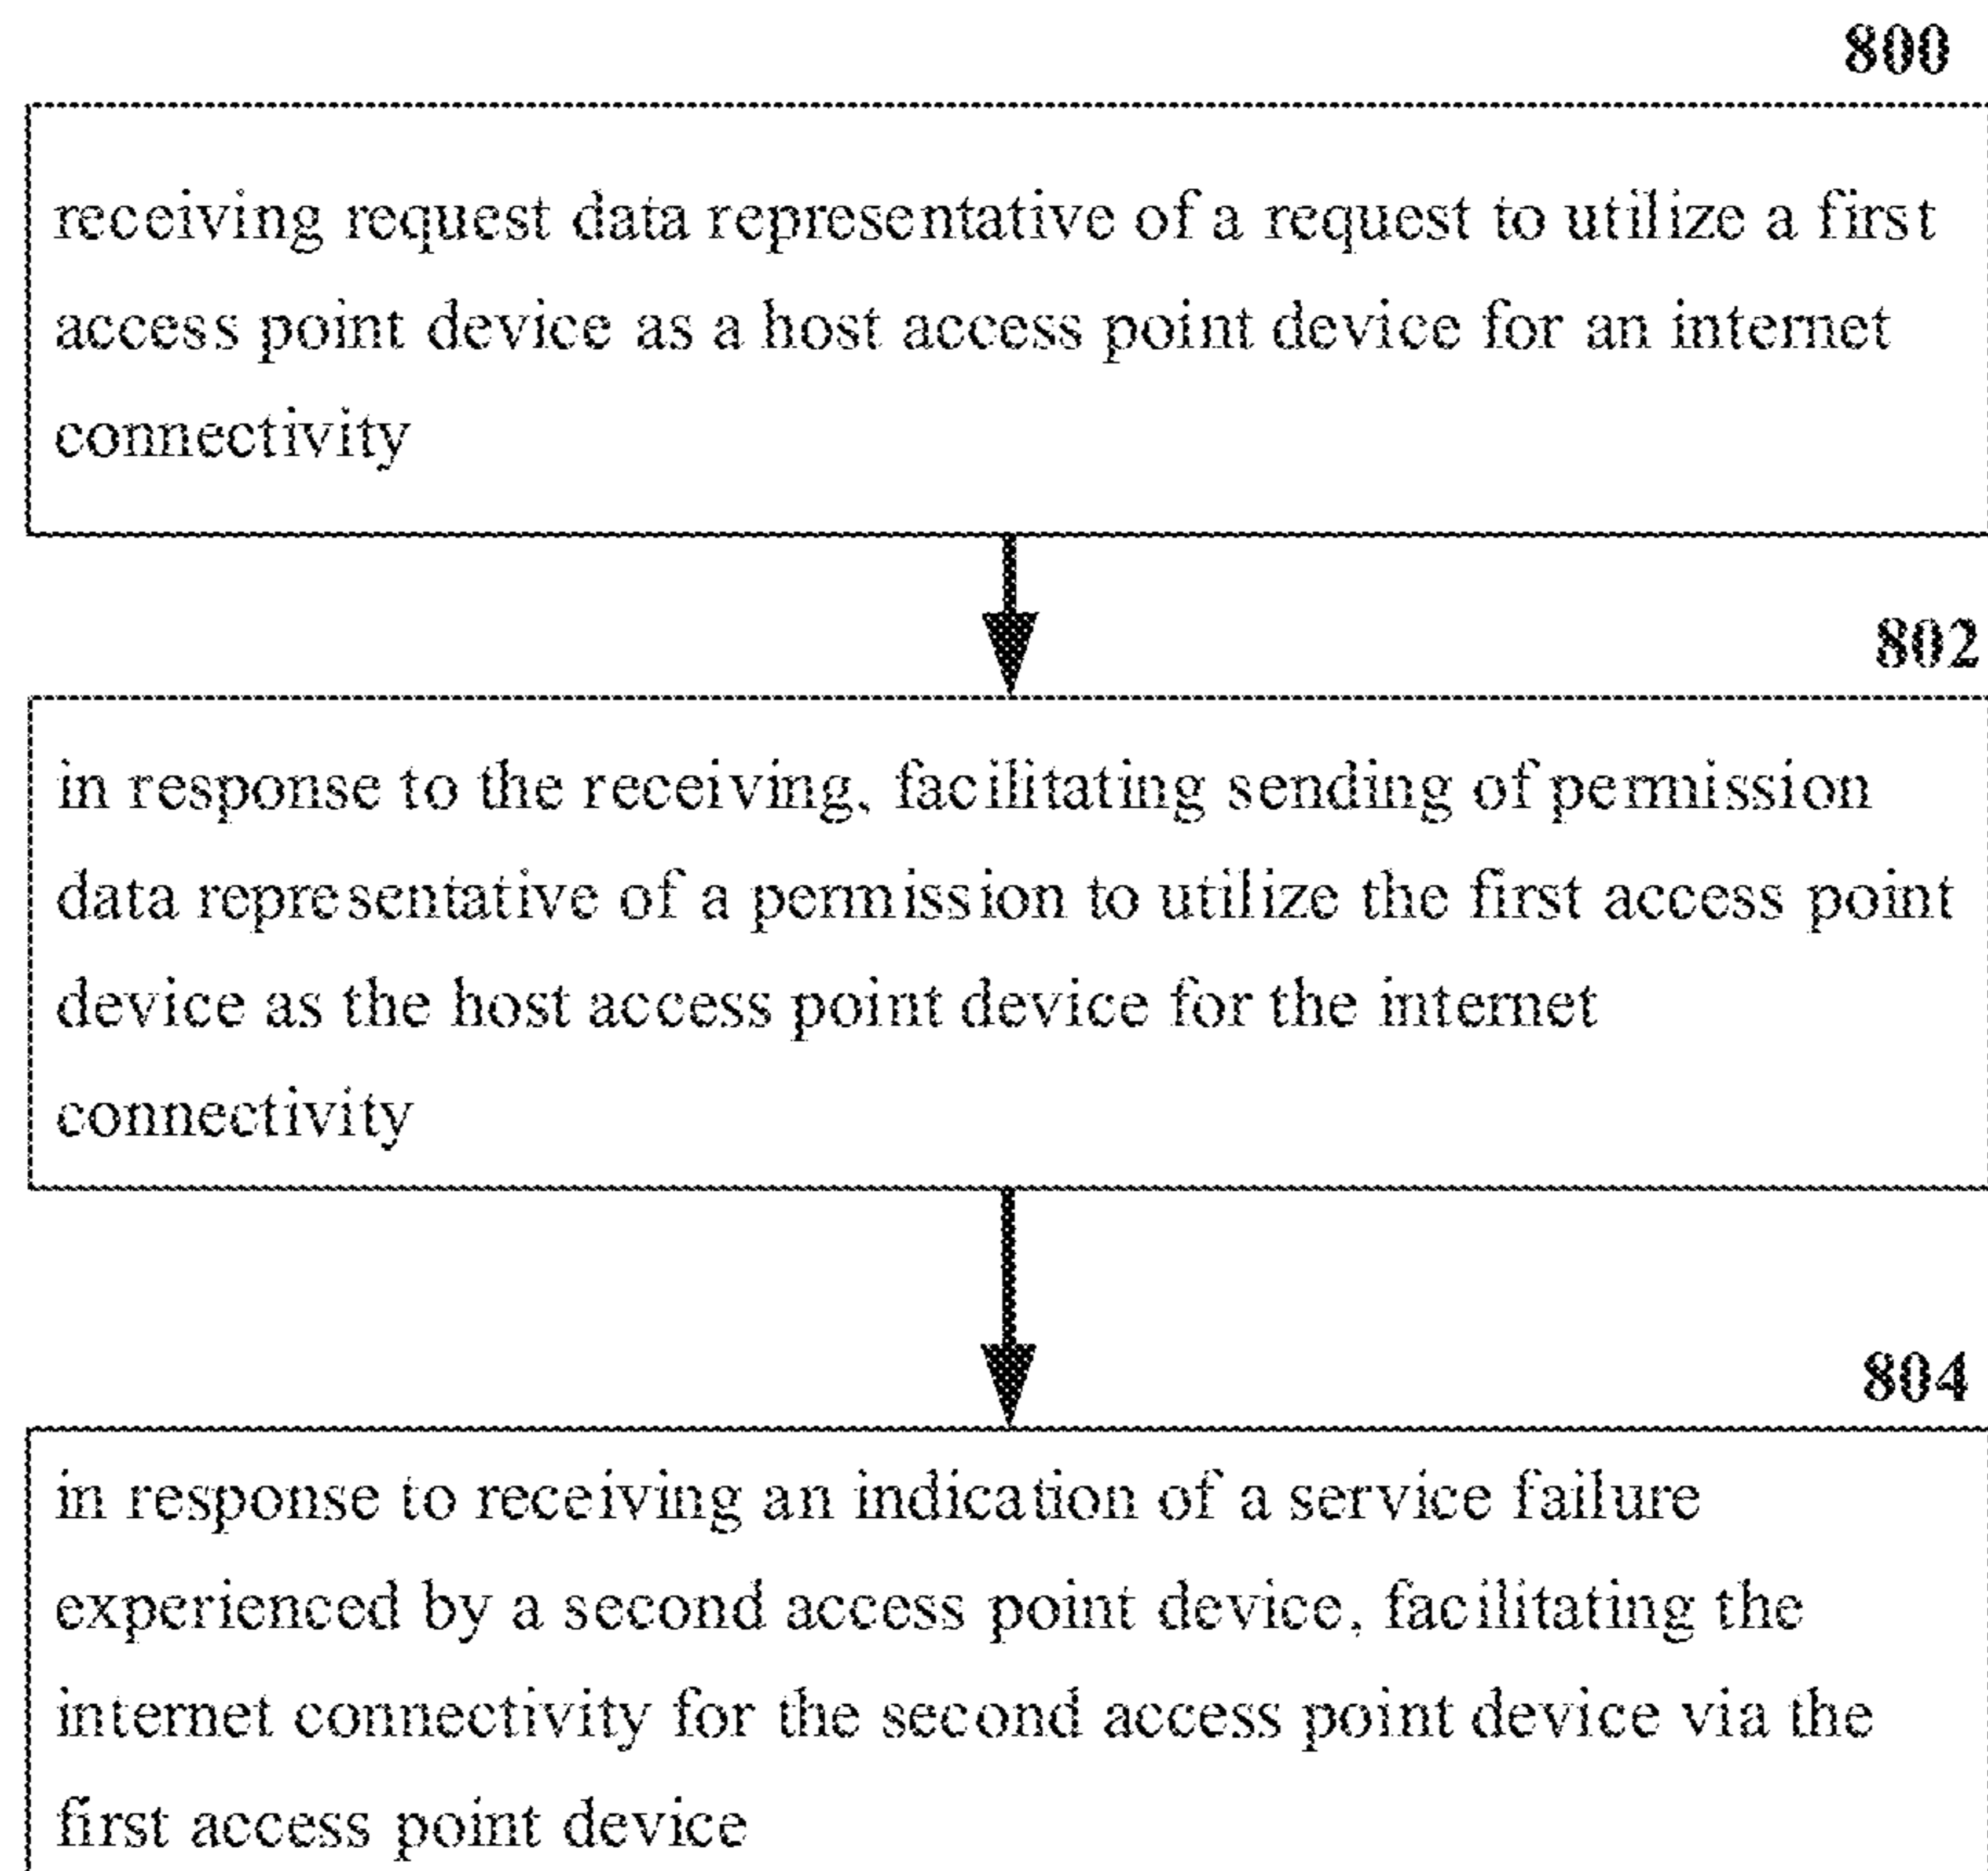 800
receiving request data representative of a request to utilize a first
access point device as a host access point device for an internet
connectivity
802
in response to the receiving, facilitating sending of permission
data representative of a permission to utilize the first access point
device as the host access point device for the internet
connectivity
804
in response to receiving an indication of a service failure
experienced by a second access point device, facilitating the
internet connectivity for the second access point device via the
first access point device